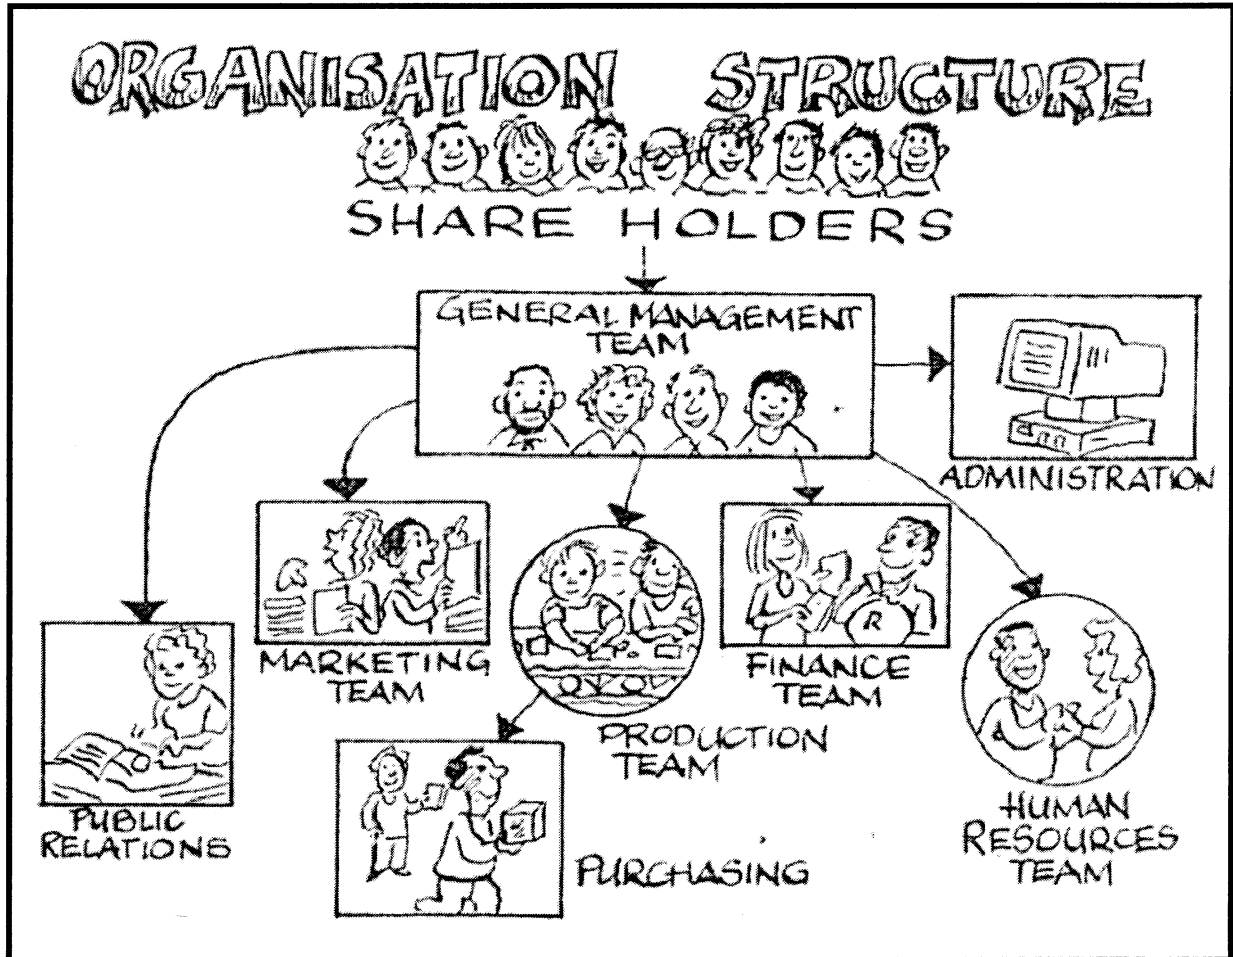 ORGANISATION STRUCTURE
SHARE HOLDERS
GENERAL MANAGEMENT
TEAM
ADMINISTRATION
MARKETING
TEAM
R
FINANCE
TEAM
PRODUCTION
TEAM
PUBLIC
RELATIONS
HUMAN
RESOURCES
TEAM
PURCHASING